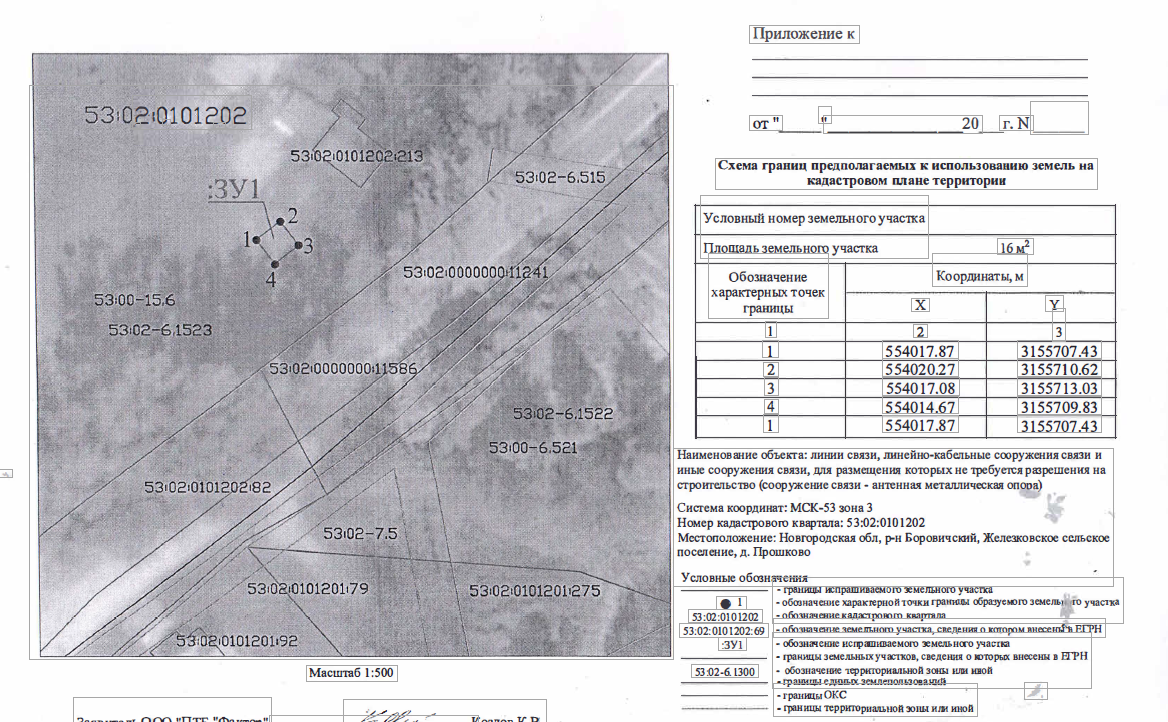 Приложение к
от "____ " ____________ 20 ___ г. N
53:02:0101202
53:02:0101202:213
53:02-6.515
:ЗУ1
2
1
3
4
53:02:0000000:11241
53:00-15.6
53:02-6.1523
53:02:0000000:11586
53:02-6.1522
53:00-6.521
53:02:0101202:82
53:02-7.5
53:02:0101201:79
53:02:0101201:275
53:02:0101201:92
Масштаб 1:500
Схема границ предполагаемых к использованию земель на
кадастровом плане территории
Условный номер земельного участка
Площадь земельного участка 16 м²
Обозначение характерных точек границы Координаты, м
X Y
1 2 3
1 554017.87 3155707.43
2 554020.27 3155710.62
3 554017.08 3155713.03
4 554014.67 3155709.83
1 554017.87 3155707.43
Наименование объекта: линии связи, линейно-кабельные сооружения связи и
иные сооружения связи, для размещения которых не требуется разрешения на
строительство (сооружение связи - антенная металлическая опора)
Система координат: МСК-53 зона 3
Номер кадастрового квартала: 53:02:0101202
Местоположение: Новгородская обл, р-н Боровичский, Железковское сельское
поселение, д. Прошково
Условные обозначения
- границы испрашиваемого земельного участка
1 - обозначение характерной точки границы образуемого земельного участка
53:02:0101202 - обозначение кадастрового квартала
53:02:0101202:69 - обозначение земельного участка, сведения о котором внесены в ЕГРН
:ЗУ1 - обозначение испрашиваемого земельного участка
- границы земельных участков, сведения о которых внесены в ЕГРН
53:02-6.1300 - обозначение территориальной зоны или иной
- границы единых землепользований
- границы ОКС
- границы территориальной зоны или иной
Заявитель ООО "ПТБ "Фактор" Козлов К.В